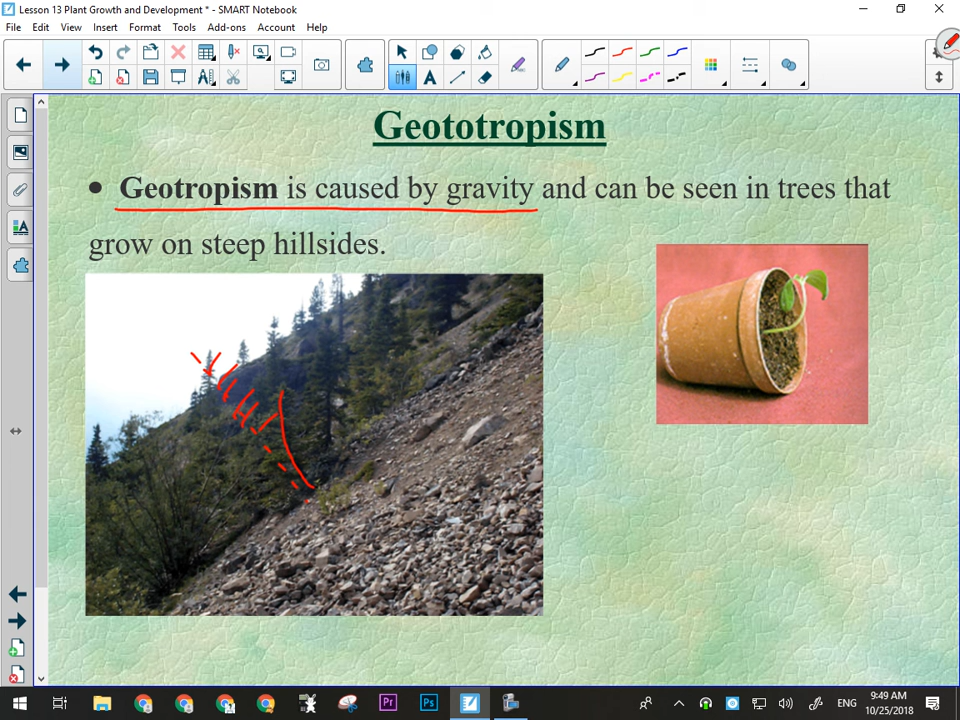 Lesson 13 Plant Growth and Development * - SMART Notebook
File Edit View Insert Format Tools Add-ons Account Help
Geototropism
• Geotropism is caused by gravity and can be seen in trees that
grow on steep hillsides.
Pr Ps ENG
9:49 AM
10/25/2018